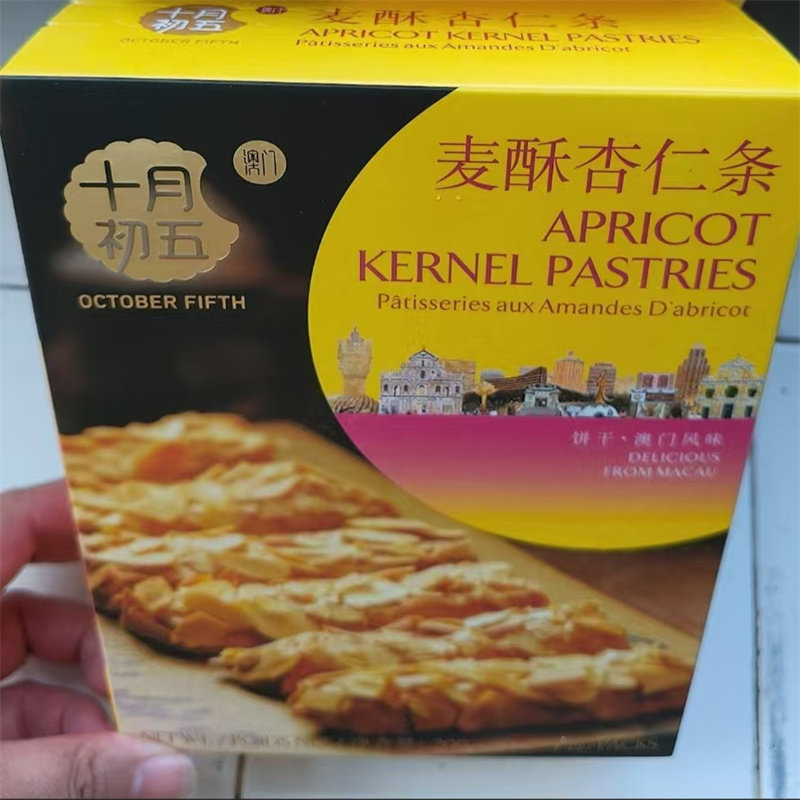 十月初五
澳门
麦酥杏仁条
OCTOBER FIFTH
APRICOT KERNEL PASTRIES
Pâtisseries aux Amandes D'abricot
十月
初五
澳门
OCTOBER FIFTH
麦酥杏仁条
APRICOT
KERNEL PASTRIES
Pâtisseries aux Amandes D'abricot
饼干·澳门风味
DELICIOUS
FROM MACAU